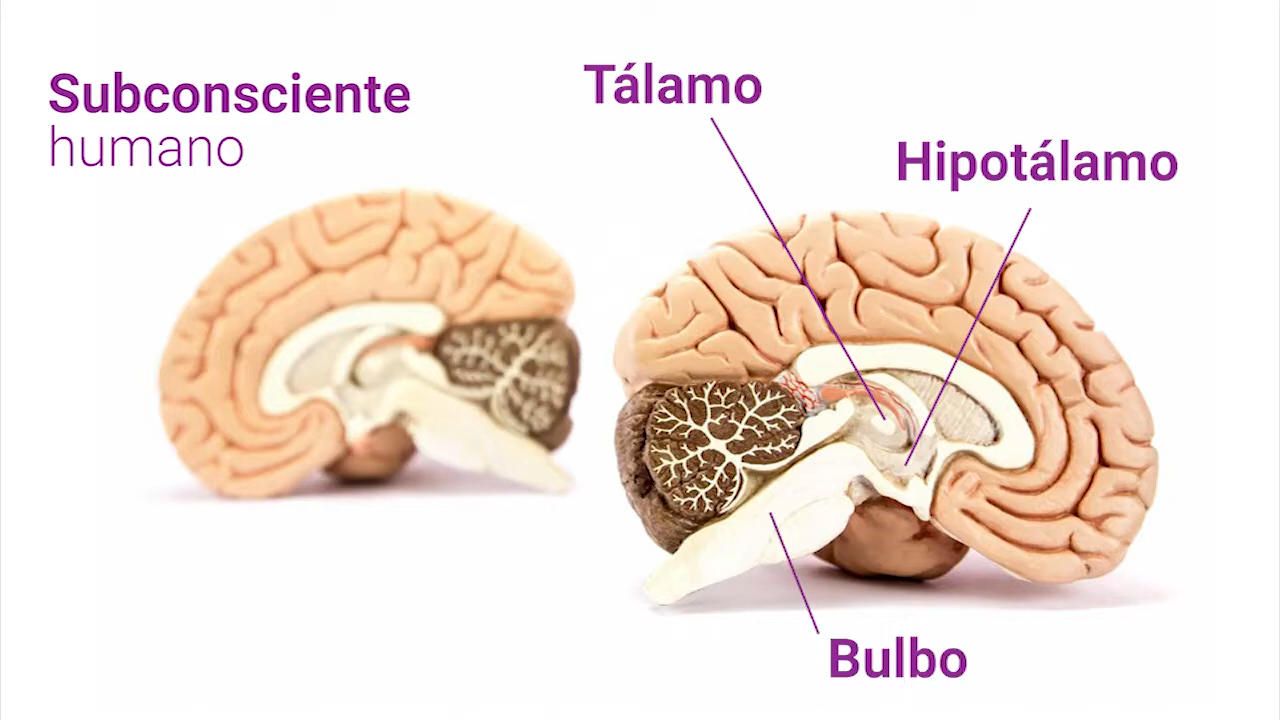 Subconsciente
humano
Tálamo
Hipotálamo
Bulbo